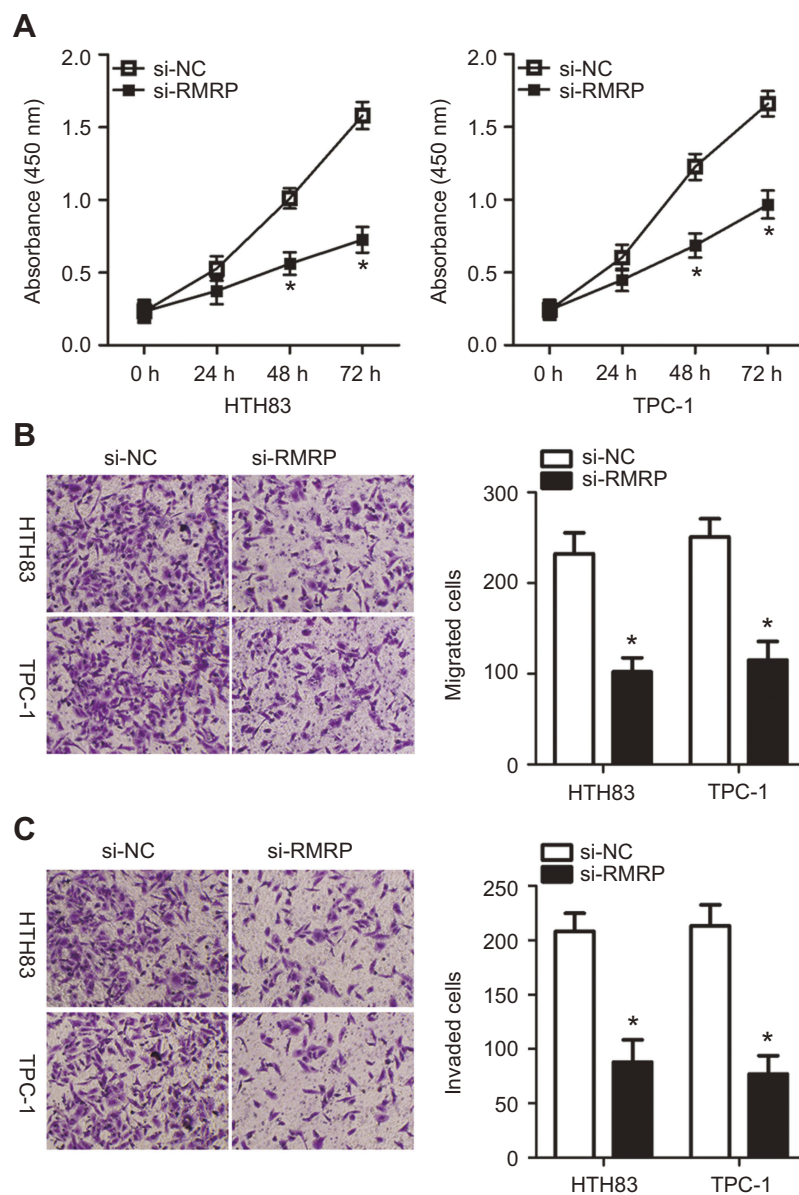 A
si-NC
si-RMRP
2.0
1.5
1.0
0.5
0.0
Absorbance (450 nm)
*
*
0 h
24 h
48 h
72 h
HTH83
si-NC
si-RMRP
2.0
1.5
1.0
0.5
0.0
Absorbance (450 nm)
*
*
0 h
24 h
48 h
72 h
TPC-1
B
si-NC
si-RMRP
HTH83
TPC-1
si-NC
si-RMRP
300
200
100
0
Migrated cells
*
*
HTH83
TPC-1
C
si-NC
si-RMRP
HTH83
TPC-1
si-NC
si-RMRP
250
200
150
100
50
0
Invaded cells
*
*
HTH83
TPC-1